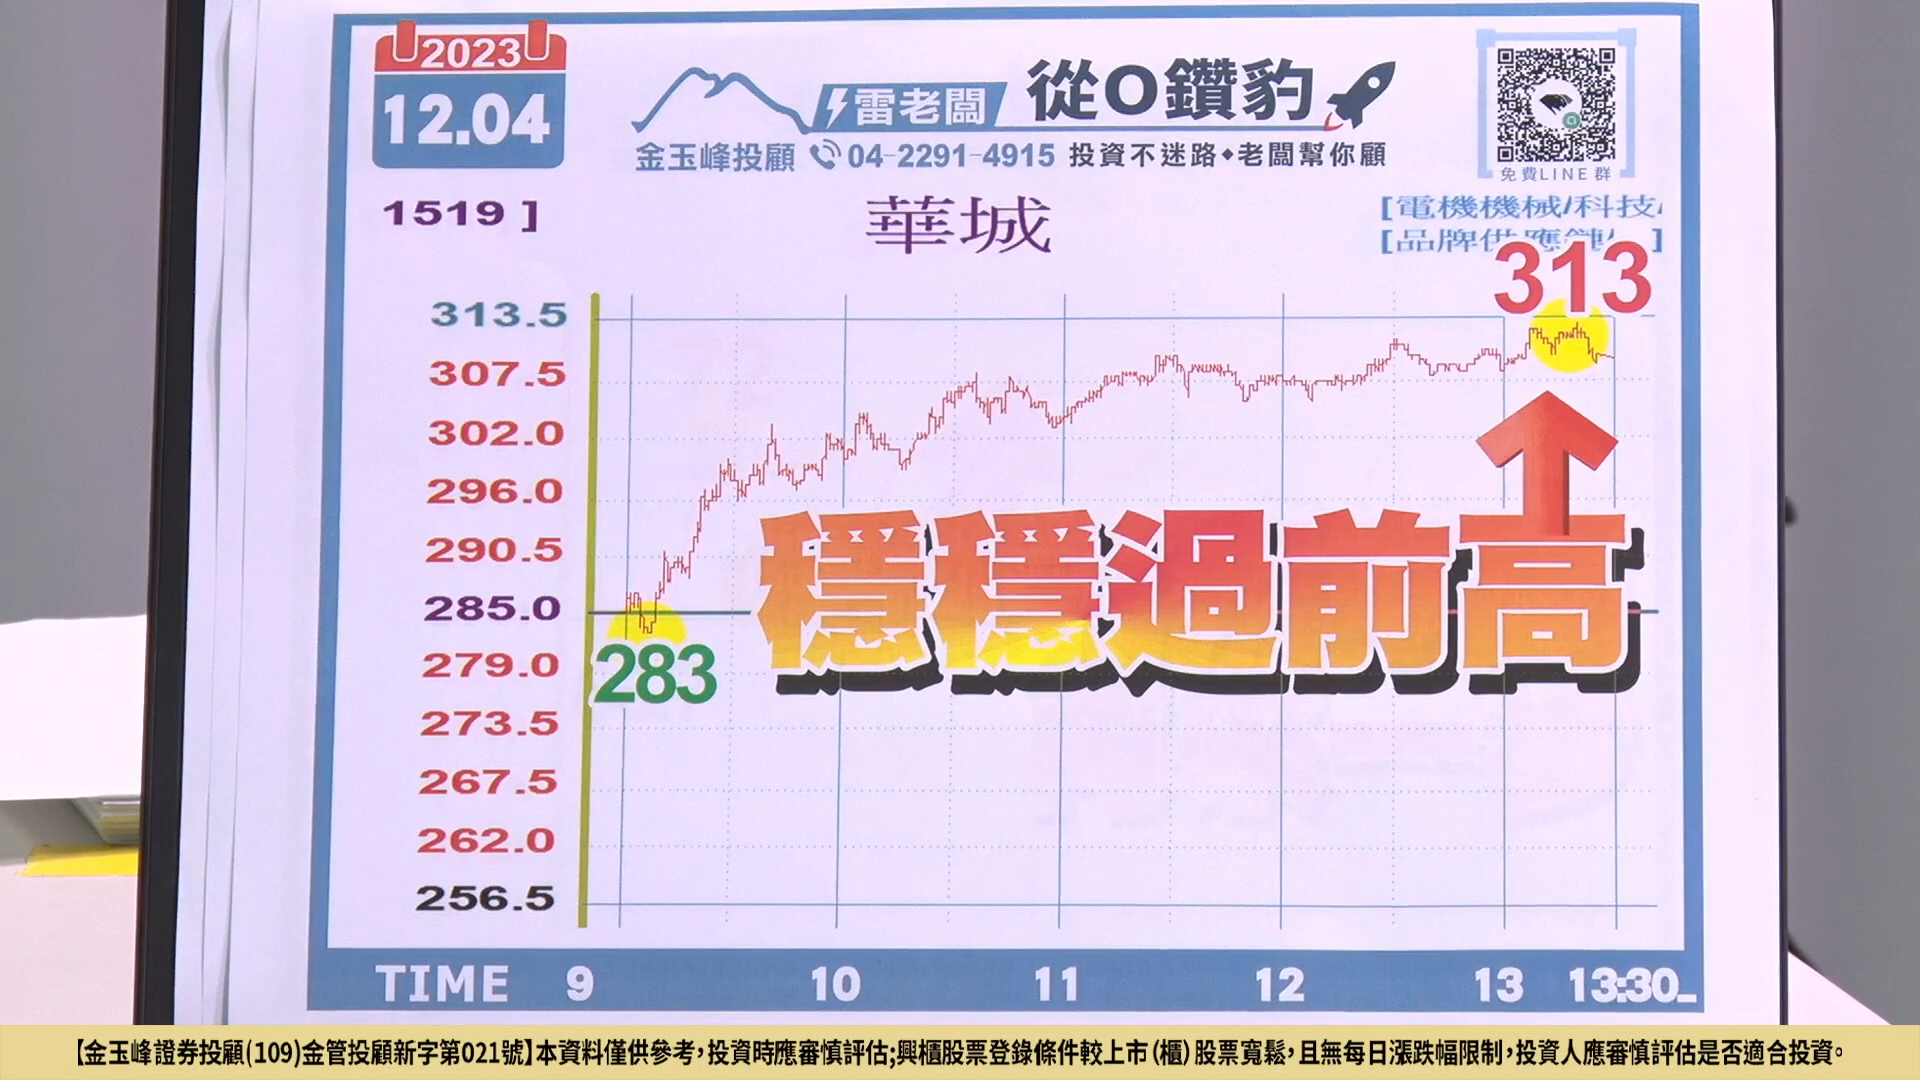 2023
12.04
雷老闆 從O鑽豹
金玉峰投顧 04-2291-4915 投資不迷路◆老闆幫你顧
免費LINE群
1519 ]
華城
[電機機械/科技/
[品牌供應鏈
313
313.5
307.5
302.0
296.0
290.5
285.0
279.0
273.5
267.5
262.0
256.5
283
穩穩過前高
TIME 9 10 11 12 13 13:30
【金玉峰證券投顧(109)金管投顧新字第021號】本資料僅供參考,投資時應審慎評估;興櫃股票登錄條件較上市(櫃)股票寬鬆,且無每日漲跌幅限制,投資人應審慎評估是否適合投資。